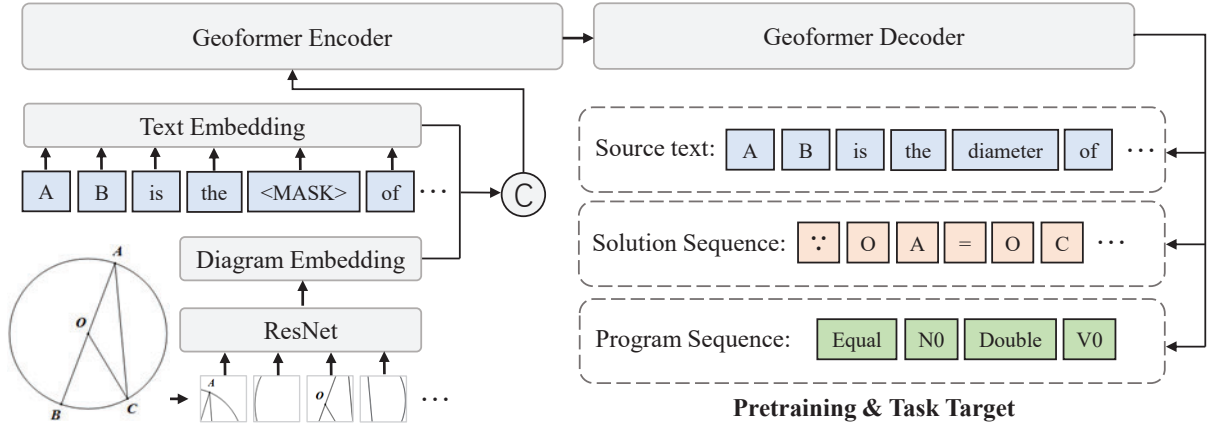 Geoformer Encoder
Geoformer Decoder
Text Embedding
A B is the <MASK> of ...
C
Diagram Embedding
ResNet
A
O
B
C
A
O
...
Source text: A B is the diameter of ...
Solution Sequence: ∵ O A = O C ...
Program Sequence: Equal N0 Double V0
Pretraining & Task Target